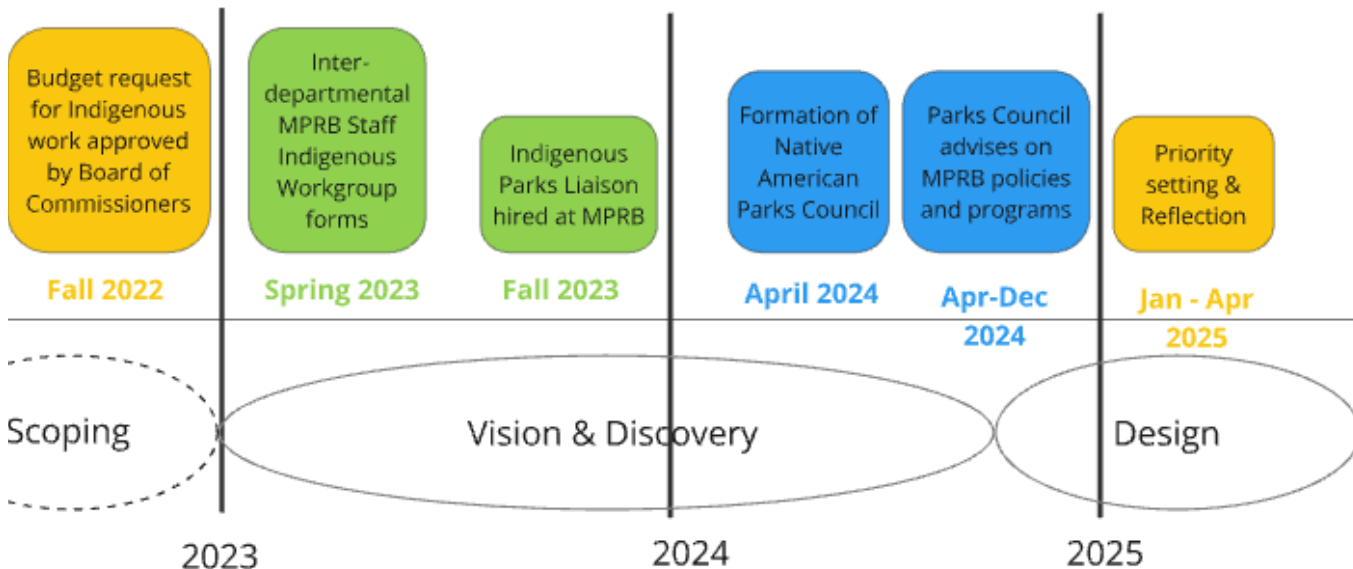 Budget request
for Indigenous
work approved
by Board of
Commissioners
Fall 2022
Inter-
departmental
MPRB Staff
Indigenous
Workgroup
forms
Spring 2023
Indigenous
Parks Liaison
hired at MPRB
Fall 2023
Formation of
Native
American
Parks Council
April 2024
Parks Council
advises on
MPRB policies
and programs
Apr-Dec
2024
Priority
setting &
Reflection
Jan - Apr
2025
Scoping
Vision & Discovery
Design
2023
2024
2025